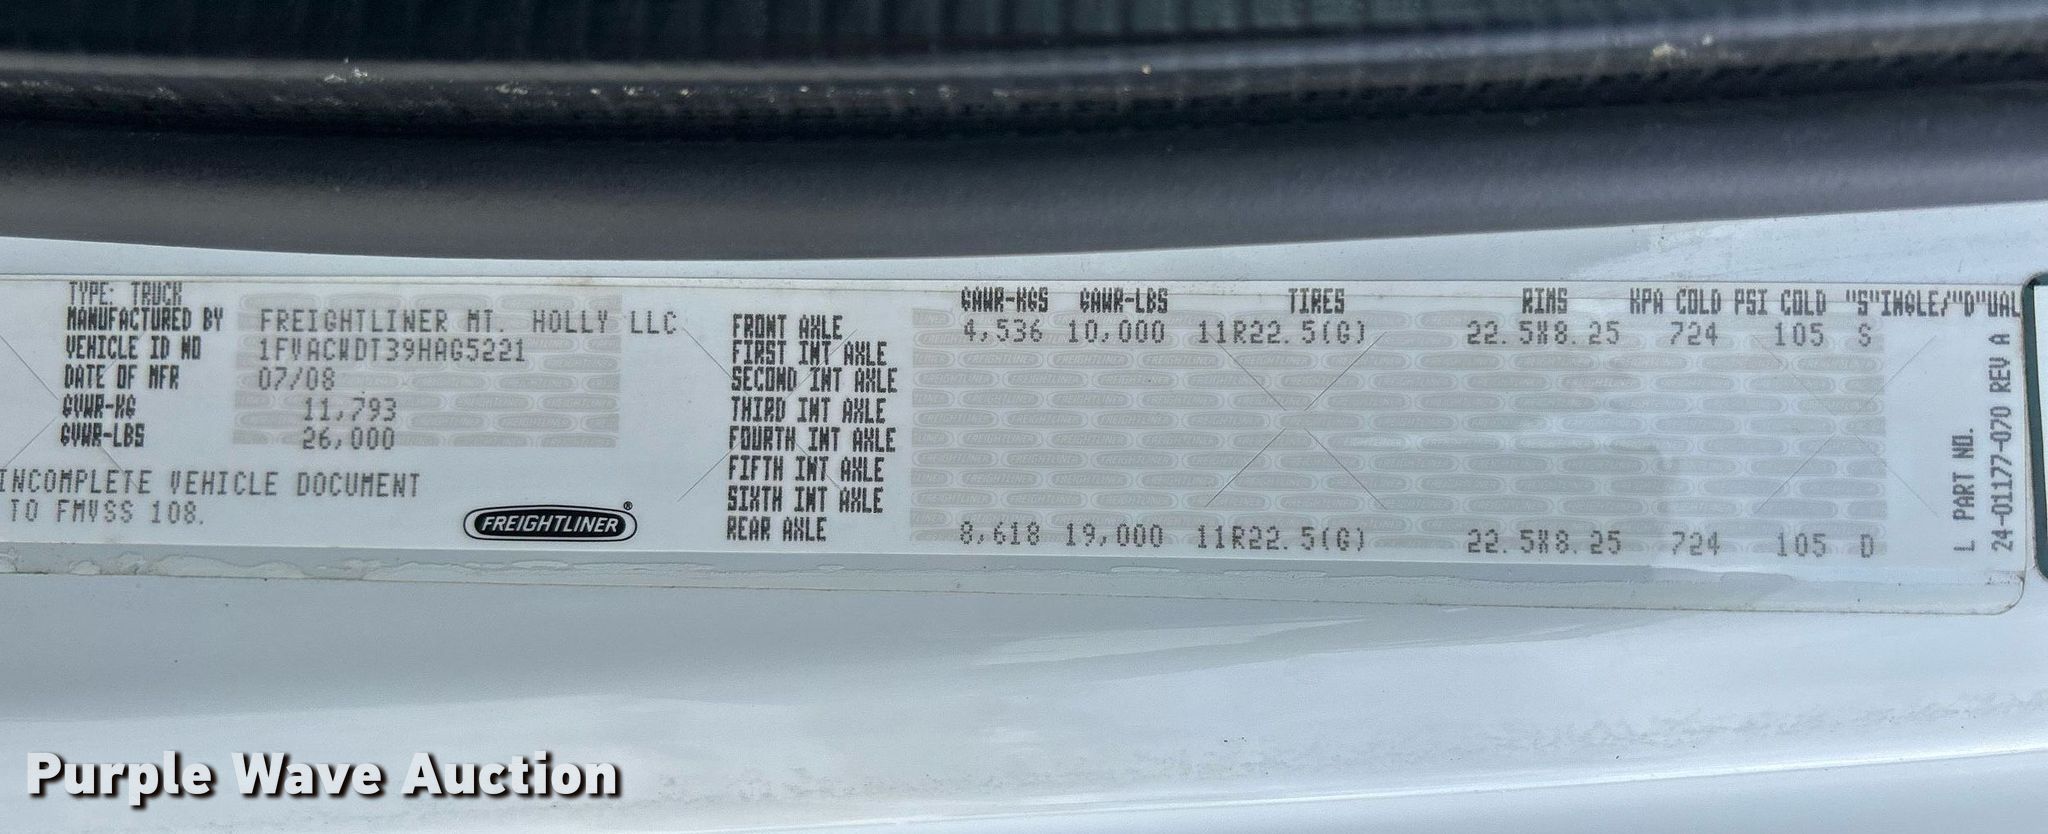 TYPE: TRUCK
MANUFACTURED BY FREIGHTLINER MT. HOLLY LLC
VEHICLE ID NO 1FVACWDT39HAG5221
DATE OF MFR 07/08
GVWR-KG 11,793
GVWR-LBS 26,000
INCOMPLETE VEHICLE DOCUMENT
TO FMVSS 108.
FREIGHTLINER®
GAWR-KGS GAWR-LBS TIRES RIMS KPA COLD PSI COLD "S"INGLE/"D"UAL
FRONT AXLE 4,536 10,000 11R22.5(G) 22.5X8.25 724 105 S
FIRST INT AXLE
SECOND INT AXLE
THIRD INT AXLE
FOURTH INT AXLE
FIFTH INT AXLE
SIXTH INT AXLE
REAR AXLE 8,618 19,000 11R22.5(G) 22.5X8.25 724 105 D
L PART NO.
24-01177-070 REV A
Purple Wave Auction